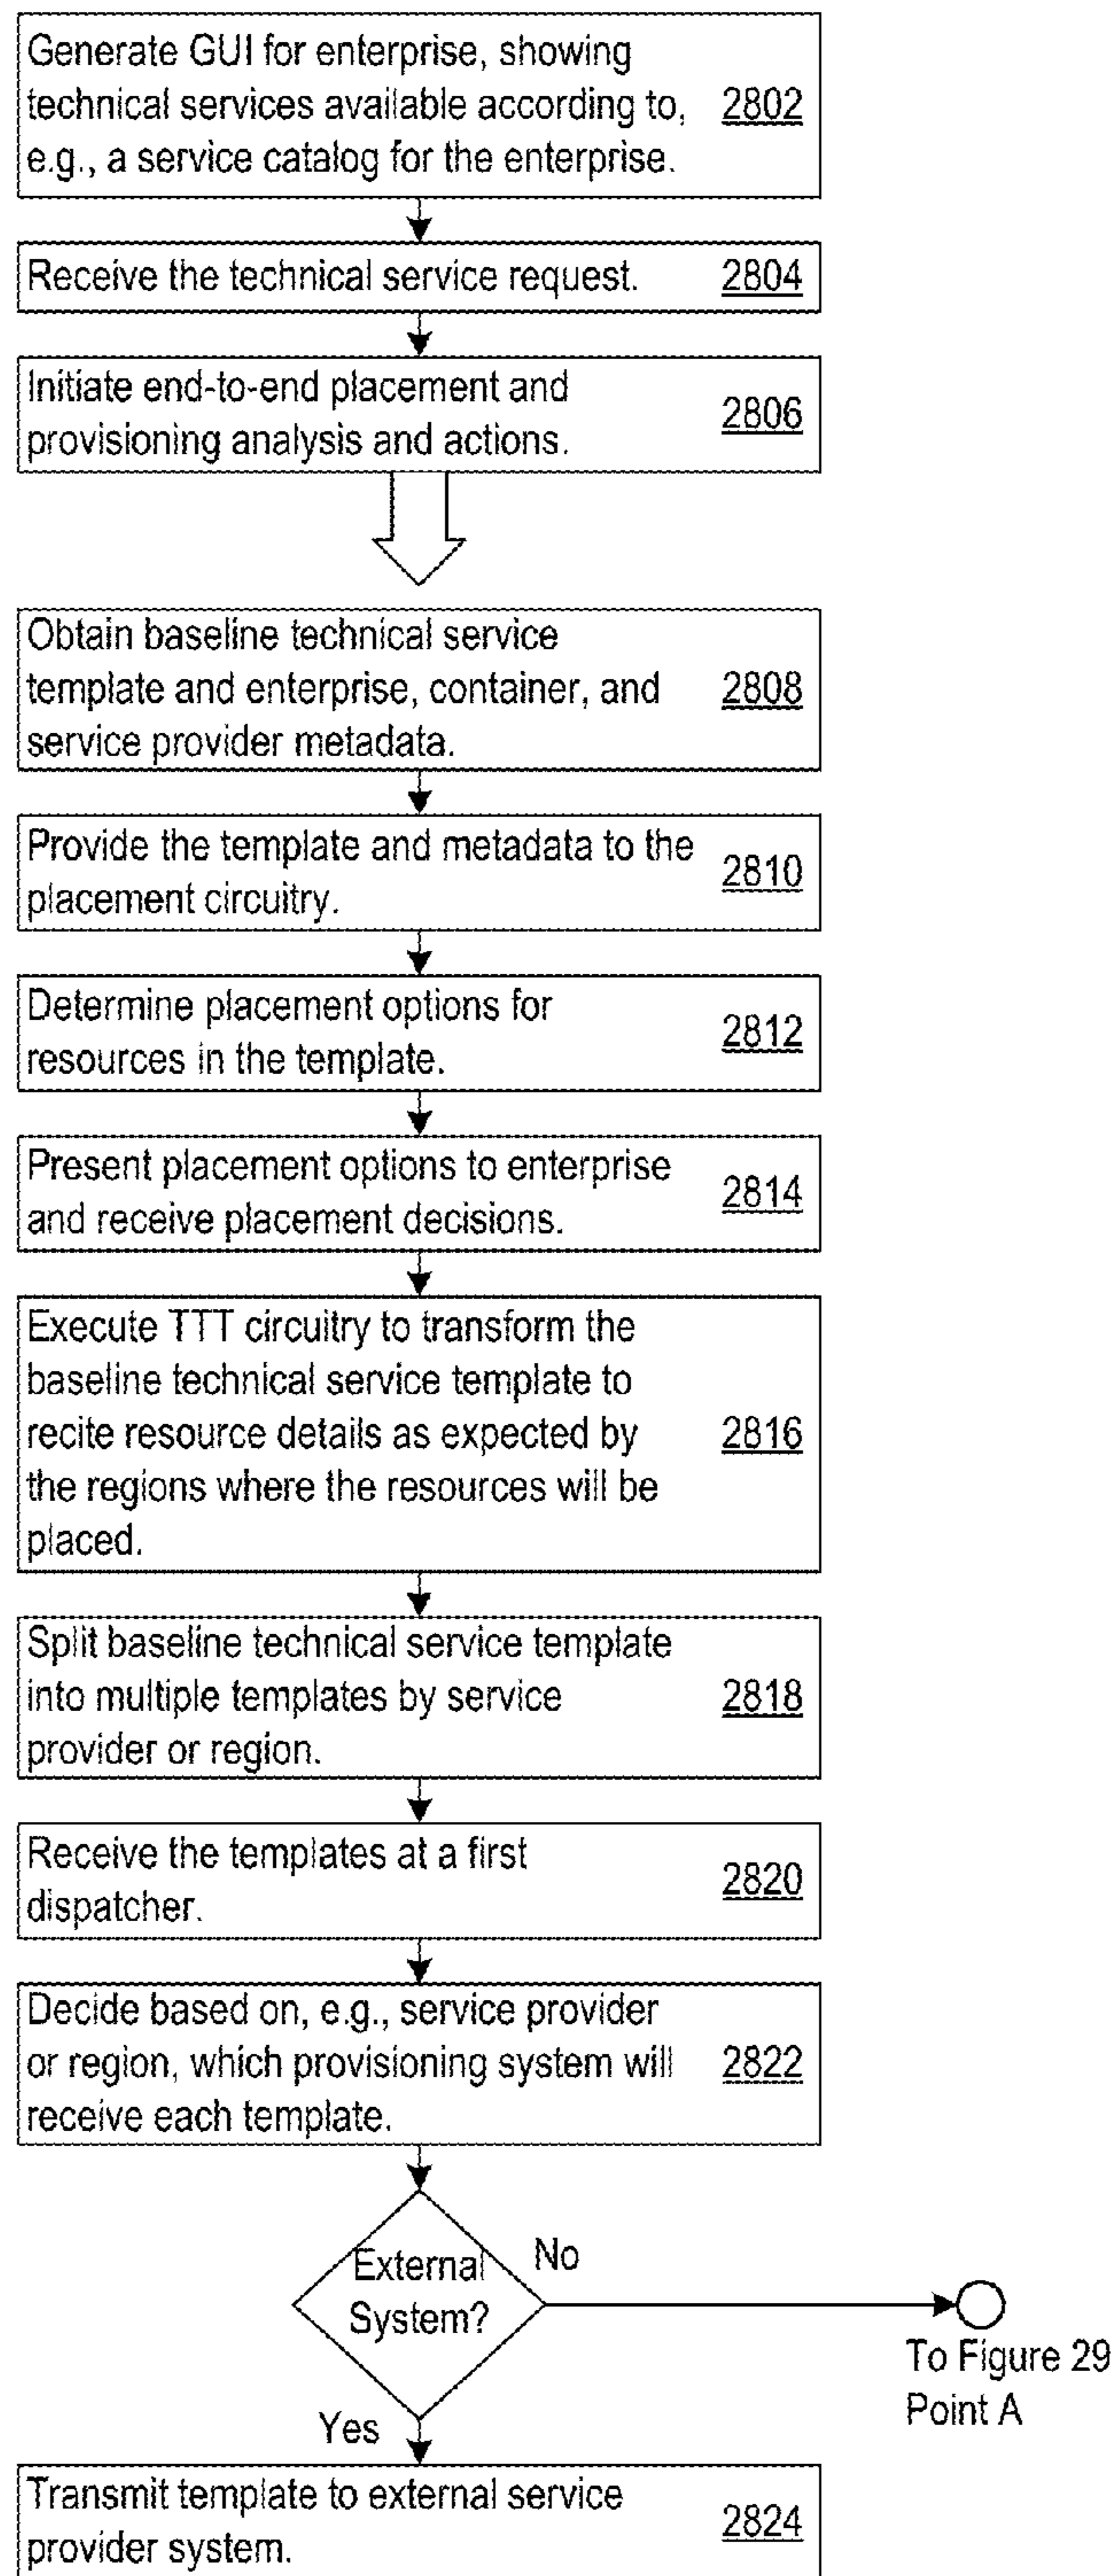 Generate GUI for enterprise, showing
technical services available according to, 2802
e.g., a service catalog for the enterprise.
Receive the technical service request. 2804
Initiate end-to-end placement and
provisioning analysis and actions. 2806
Obtain baseline technical service
template and enterprise, container, and 2808
service provider metadata.
Provide the template and metadata to the
placement circuitry. 2810
Determine placement options for
resources in the template. 2812
Present placement options to enterprise
and receive placement decisions. 2814
Execute TTT circuitry to transform the
baseline technical service template to
recite resource details as expected by 2816
the regions where the resources will be
placed.
Split baseline technical service template
into multiple templates by service 2818
provider or region.
Receive the templates at a first
dispatcher. 2820
Decide based on, e.g., service provider
or region, which provisioning system will 2822
receive each template.
External
System?
No
To Figure 29
Point A
Yes
Transmit template to external service
provider system. 2824